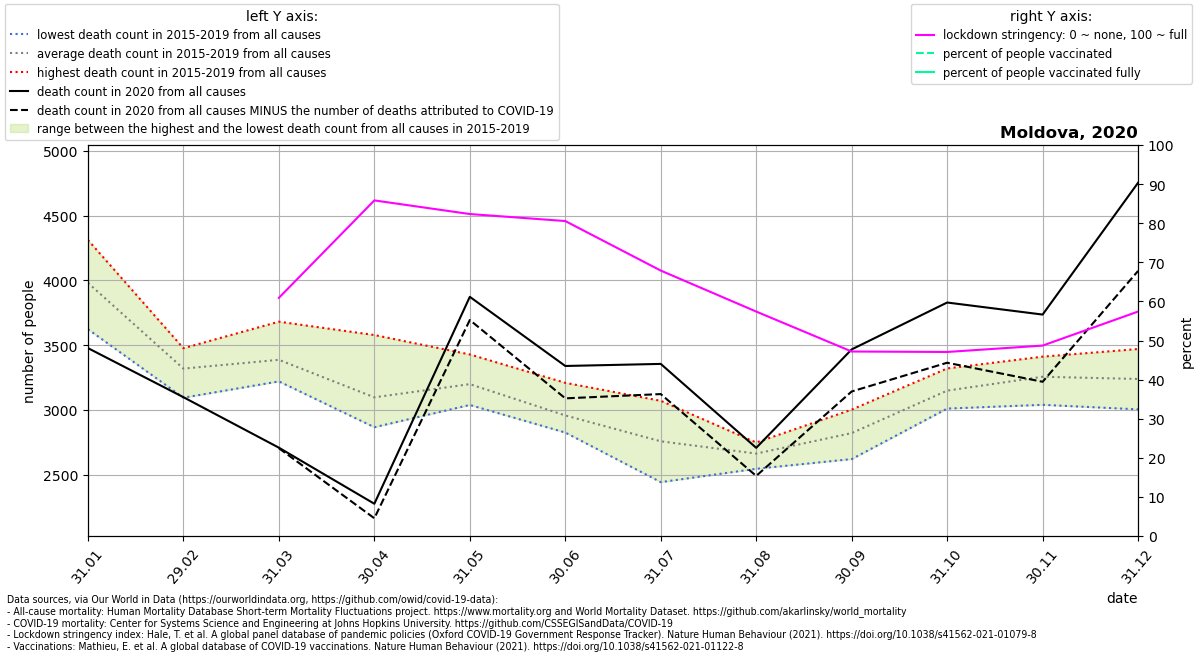 left Y axis:
lowest death count in 2015-2019 from all causes
average death count in 2015-2019 from all causes
highest death count in 2015-2019 from all causes
death count in 2020 from all causes
death count in 2020 from all causes MINUS the number of deaths attributed to COVID-19
range between the highest and the lowest death count from all causes in 2015-2019
right Y axis:
lockdown stringency: 0 ~ none, 100 ~ full
percent of people vaccinated
percent of people vaccinated fully
Moldova, 2020
number of people
5000
4500
4000
3500
3000
2500
100
90
80
70
60
50
40
30
20
10
0
percent
31.01
29.02
31.03
30.04
31.05
30.06
31.07
31.08
30.09
31.10
30.11
31.12
date
Data sources, via Our World in Data (https://ourworldindata.org, https://github.com/owid/covid-19-data):
- All-cause mortality: Human Mortality Database Short-term Mortality Fluctuations project. https://www.mortality.org and World Mortality Dataset. https://github.com/akarlinsky/world_mortality
- COVID-19 mortality: Center for Systems Science and Engineering at Johns Hopkins University. https://github.com/CSSEGISandData/COVID-19
- Lockdown stringency index: Hale, T. et al. A global panel database of pandemic policies (Oxford COVID-19 Government Response Tracker). Nature Human Behaviour (2021). https://doi.org/10.1038/s41562-021-01079-8
- Vaccinations: Mathieu, E. et al. A global database of COVID-19 vaccinations. Nature Human Behaviour (2021). https://doi.org/10.1038/s41562-021-01122-8